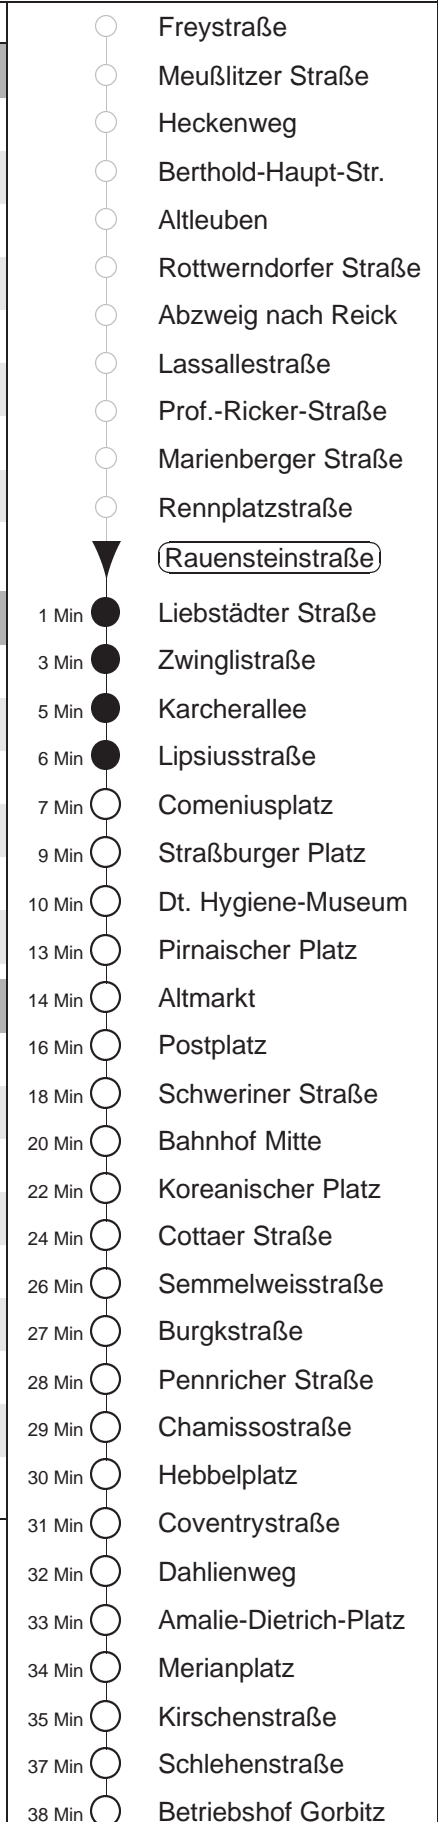 Freystraße
Meußlitzer Straße
Heckenweg
Berthold-Haupt-Str.
Altleuben
Rottwerndorfer Straße
Abzweig nach Reick
Lassallestraße
Prof.-Ricker-Straße
Marienberger Straße
Rennplatzstraße
Rauensteinstraße
1 Min Liebstädter Straße
3 Min Zwinglistraße
5 Min Karcherallee
6 Min Lipsiusstraße
7 Min Comeniusplatz
9 Min Straßburger Platz
10 Min Dt. Hygiene-Museum
13 Min Pirnaischer Platz
14 Min Altmarkt
16 Min Postplatz
18 Min Schweriner Straße
20 Min Bahnhof Mitte
22 Min Koreanischer Platz
24 Min Cottaer Straße
26 Min Semmelweisstraße
27 Min Burgkstraße
28 Min Pennricher Straße
29 Min Chamissostraße
30 Min Hebbelplatz
31 Min Coventrystraße
32 Min Dahlienweg
33 Min Amalie-Dietrich-Platz
34 Min Merianplatz
35 Min Kirschenstraße
37 Min Schlehenstraße
38 Min Betriebshof Gorbitz